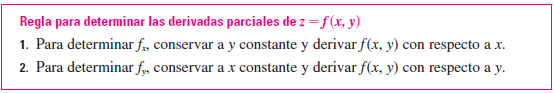 Regla para determinar las derivadas parciales de z = f(x, y)
1. Para determinar fₓ, conservar a y constante y derivar f(x, y) con respecto a x.
2. Para determinar f_y, conservar a x constante y derivar f(x, y) con respecto a y.